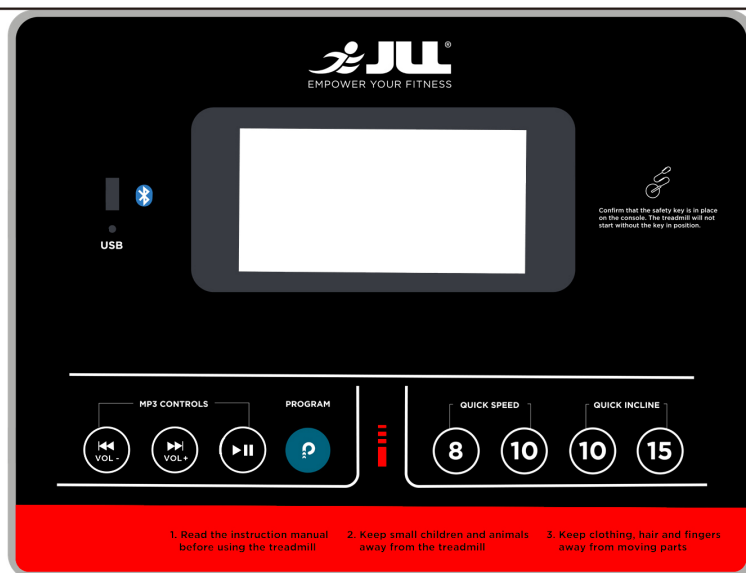 JLL®
EMPOWER YOUR FITNESS
USB
Confirm that the safety key is in place
on the console. The treadmill will not
start without the key in position.
MP3 CONTROLS
PROGRAM
QUICK SPEED
QUICK INCLINE
VOL -
VOL +
8
10
10
15
1. Read the instruction manual
before using the treadmill
2. Keep small children and animals
away from the treadmill
3. Keep clothing, hair and fingers
away from moving parts